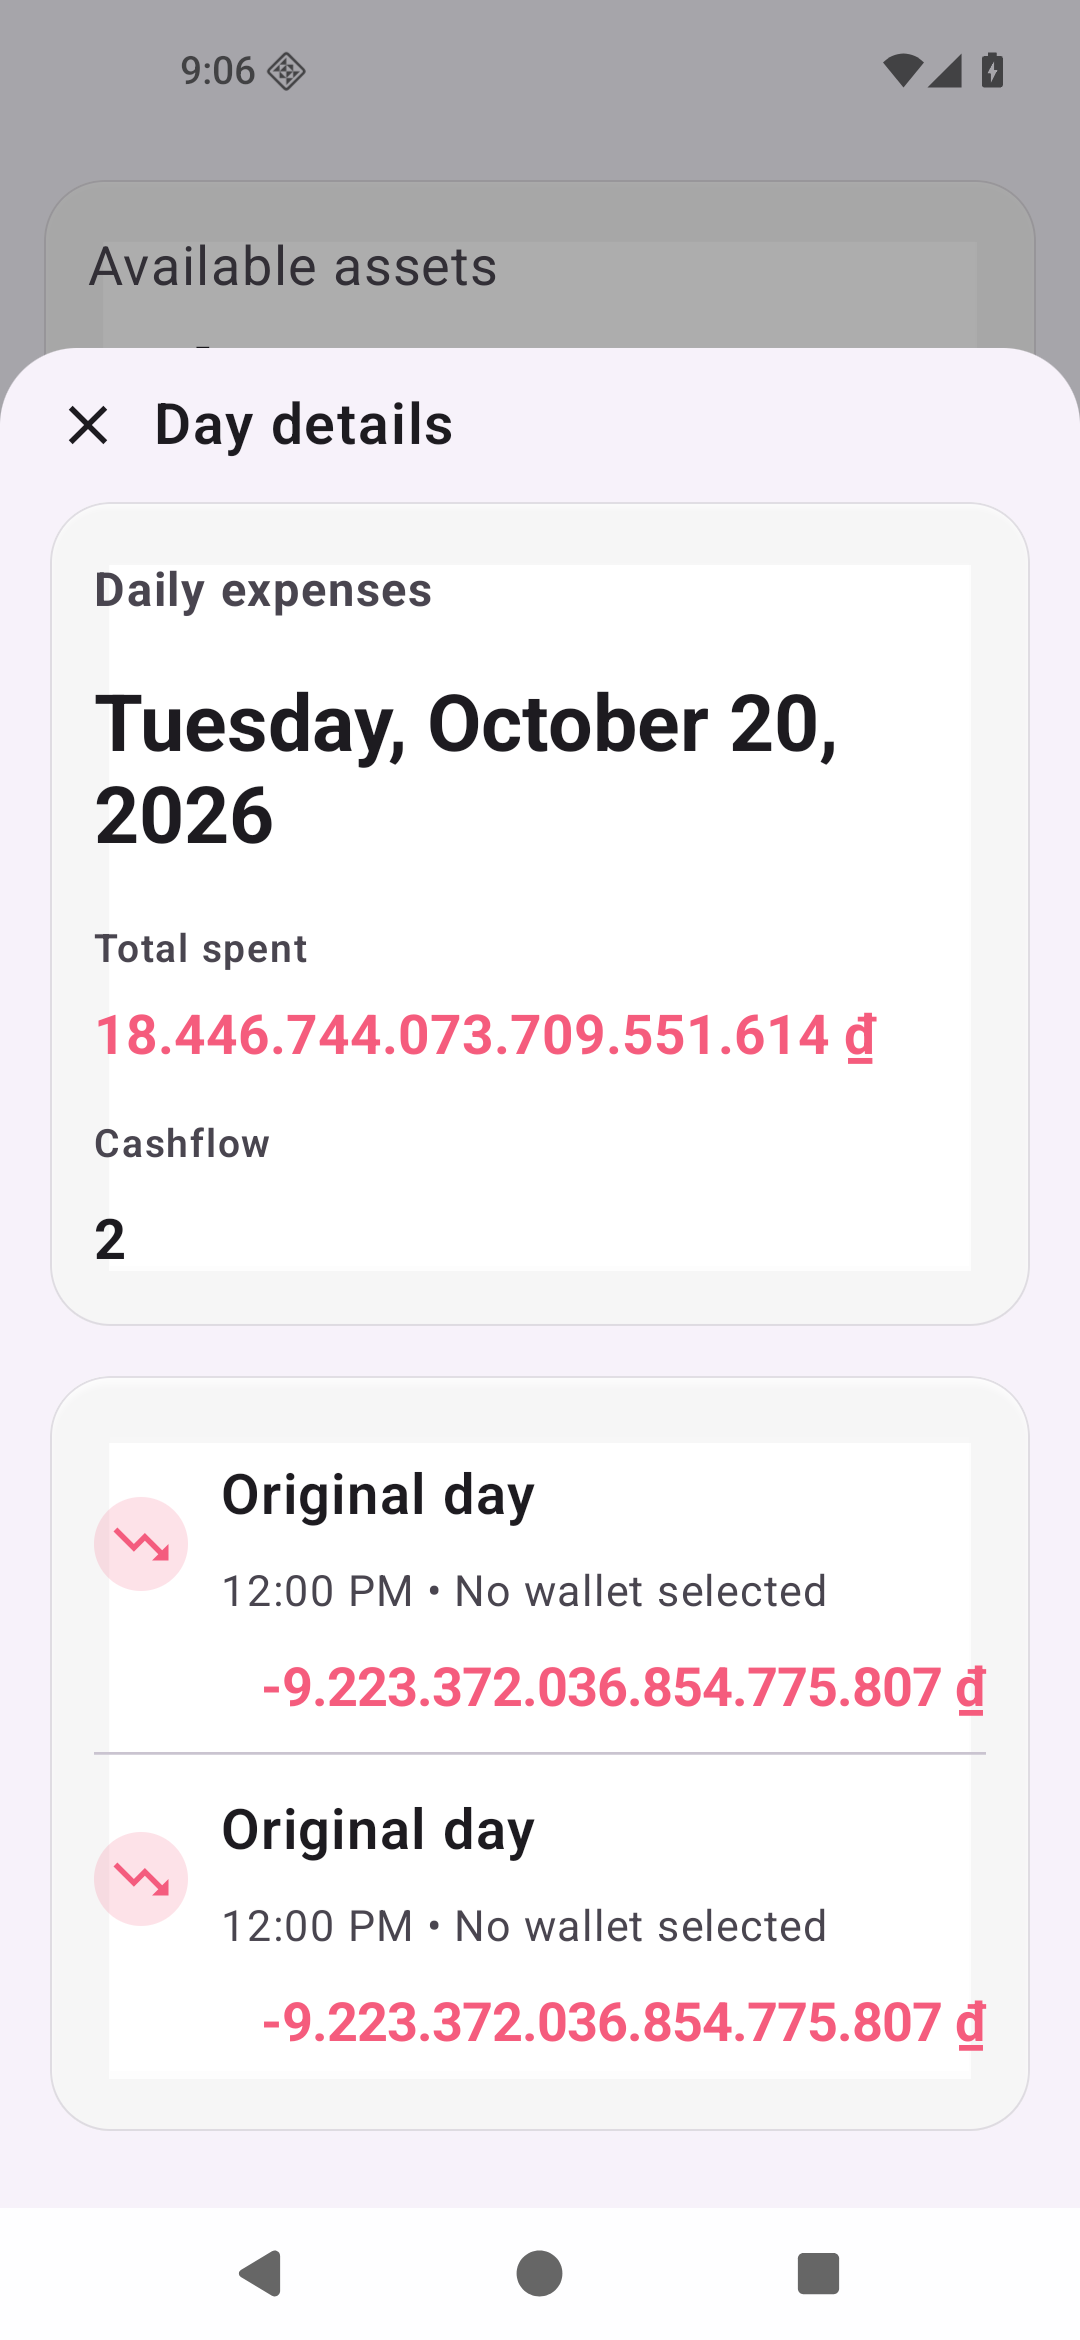 9:06
Available assets
Day details
Daily expenses
Tuesday, October 20,
2026
Total spent
18.446.744.073.709.551.614 ₫
Cashflow
2
Original day
12:00 PM • No wallet selected
-9.223.372.036.854.775.807 ₫
Original day
12:00 PM • No wallet selected
-9.223.372.036.854.775.807 ₫